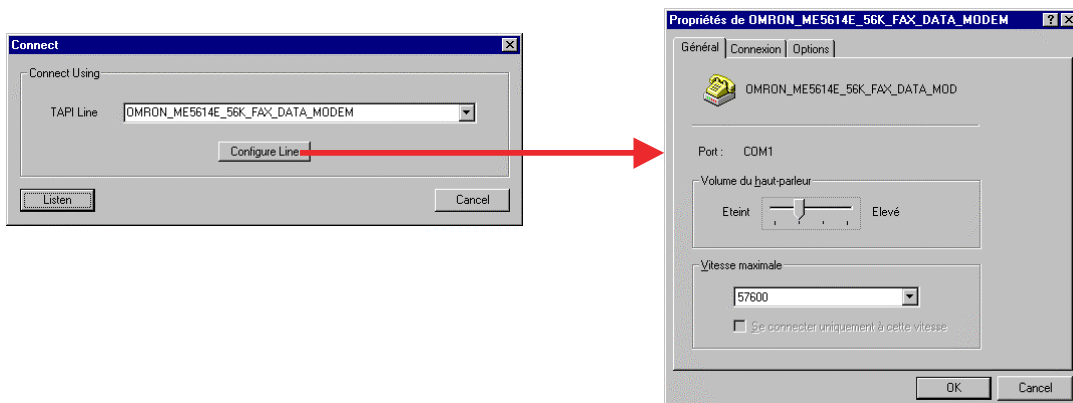 Connect
Connect Using
TAPI Line OMRON_ME5614E_56K_FAX_DATA_MODEM
Configure Line
Listen Cancel
Propriétés de OMRON_ME5614E_56K_FAX_DATA_MODEM
Général Connexion Options
OMRON_ME5614E_56K_FAX_DATA_MOD
Port : COM1
Volume du haut-parleur
Eteint Elevé
Vitesse maximale
57600
Se connecter uniquement à cette vitesse
OK Cancel